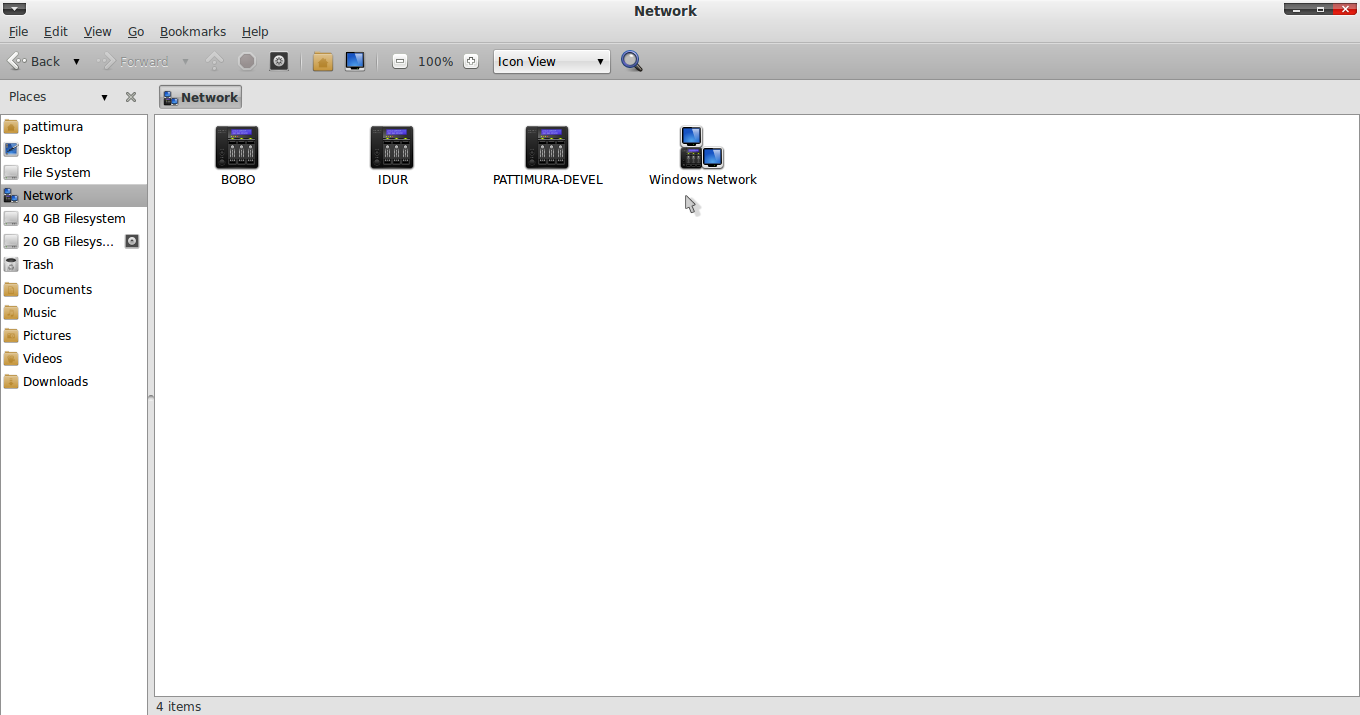 Network
File Edit View Go Bookmarks Help
Back Forward 100% Icon View
Places Network
pattimura
Desktop
File System
Network
40 GB Filesystem
20 GB Filesys...
Trash
Documents
Music
Pictures
Videos
Downloads
BOBO IDUR PATTIMURA-DEVEL Windows Network
4 items